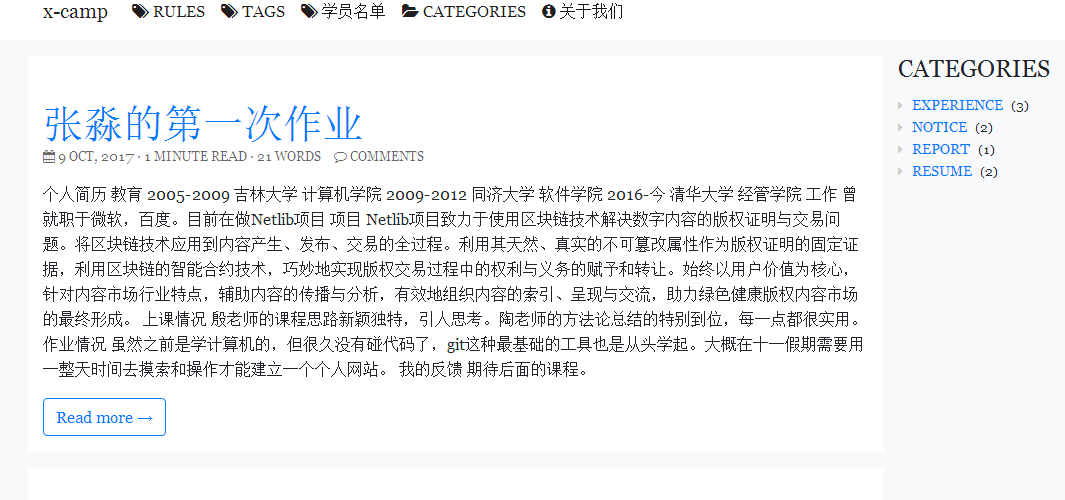 x-camp RULES TAGS 学员名单 CATEGORIES 关于我们
张淼的第一次作业
9 OCT, 2017 · 1 MINUTE READ · 21 WORDS COMMENTS
个人简历 教育 2005-2009 吉林大学 计算机学院 2009-2012 同济大学 软件学院 2016-今 清华大学 经管学院 工作 曾
就职于微软，百度。目前在做Netlib项目 项目 Netlib项目致力于使用区块链技术解决数字内容的版权证明与交易问
题。将区块链技术应用到内容产生、发布、交易的全过程。利用其天然、真实的不可篡改属性作为版权证明的固定证
据，利用区块链的智能合约技术，巧妙地实现版权交易过程中的权利与义务的赋予和转让。始终以用户价值为核心，
针对内容市场行业特点，辅助内容的传播与分析，有效地组织内容的索引、呈现与交流，助力绿色健康版权内容市场
的最终形成。 上课情况 殷老师的课程思路新颖独特，引人思考。陶老师的方法论总结的特别到位，每一点都很实用。
作业情况 虽然之前是学计算机的，但很久没有碰代码了，git这种最基础的工具也是从头学起。大概在十一假期需要用
一整天时间去摸索和操作才能建立一个个人网站。 我的反馈 期待后面的课程。
Read more →
CATEGORIES
EXPERIENCE (3)
NOTICE (2)
REPORT (1)
RESUME (2)